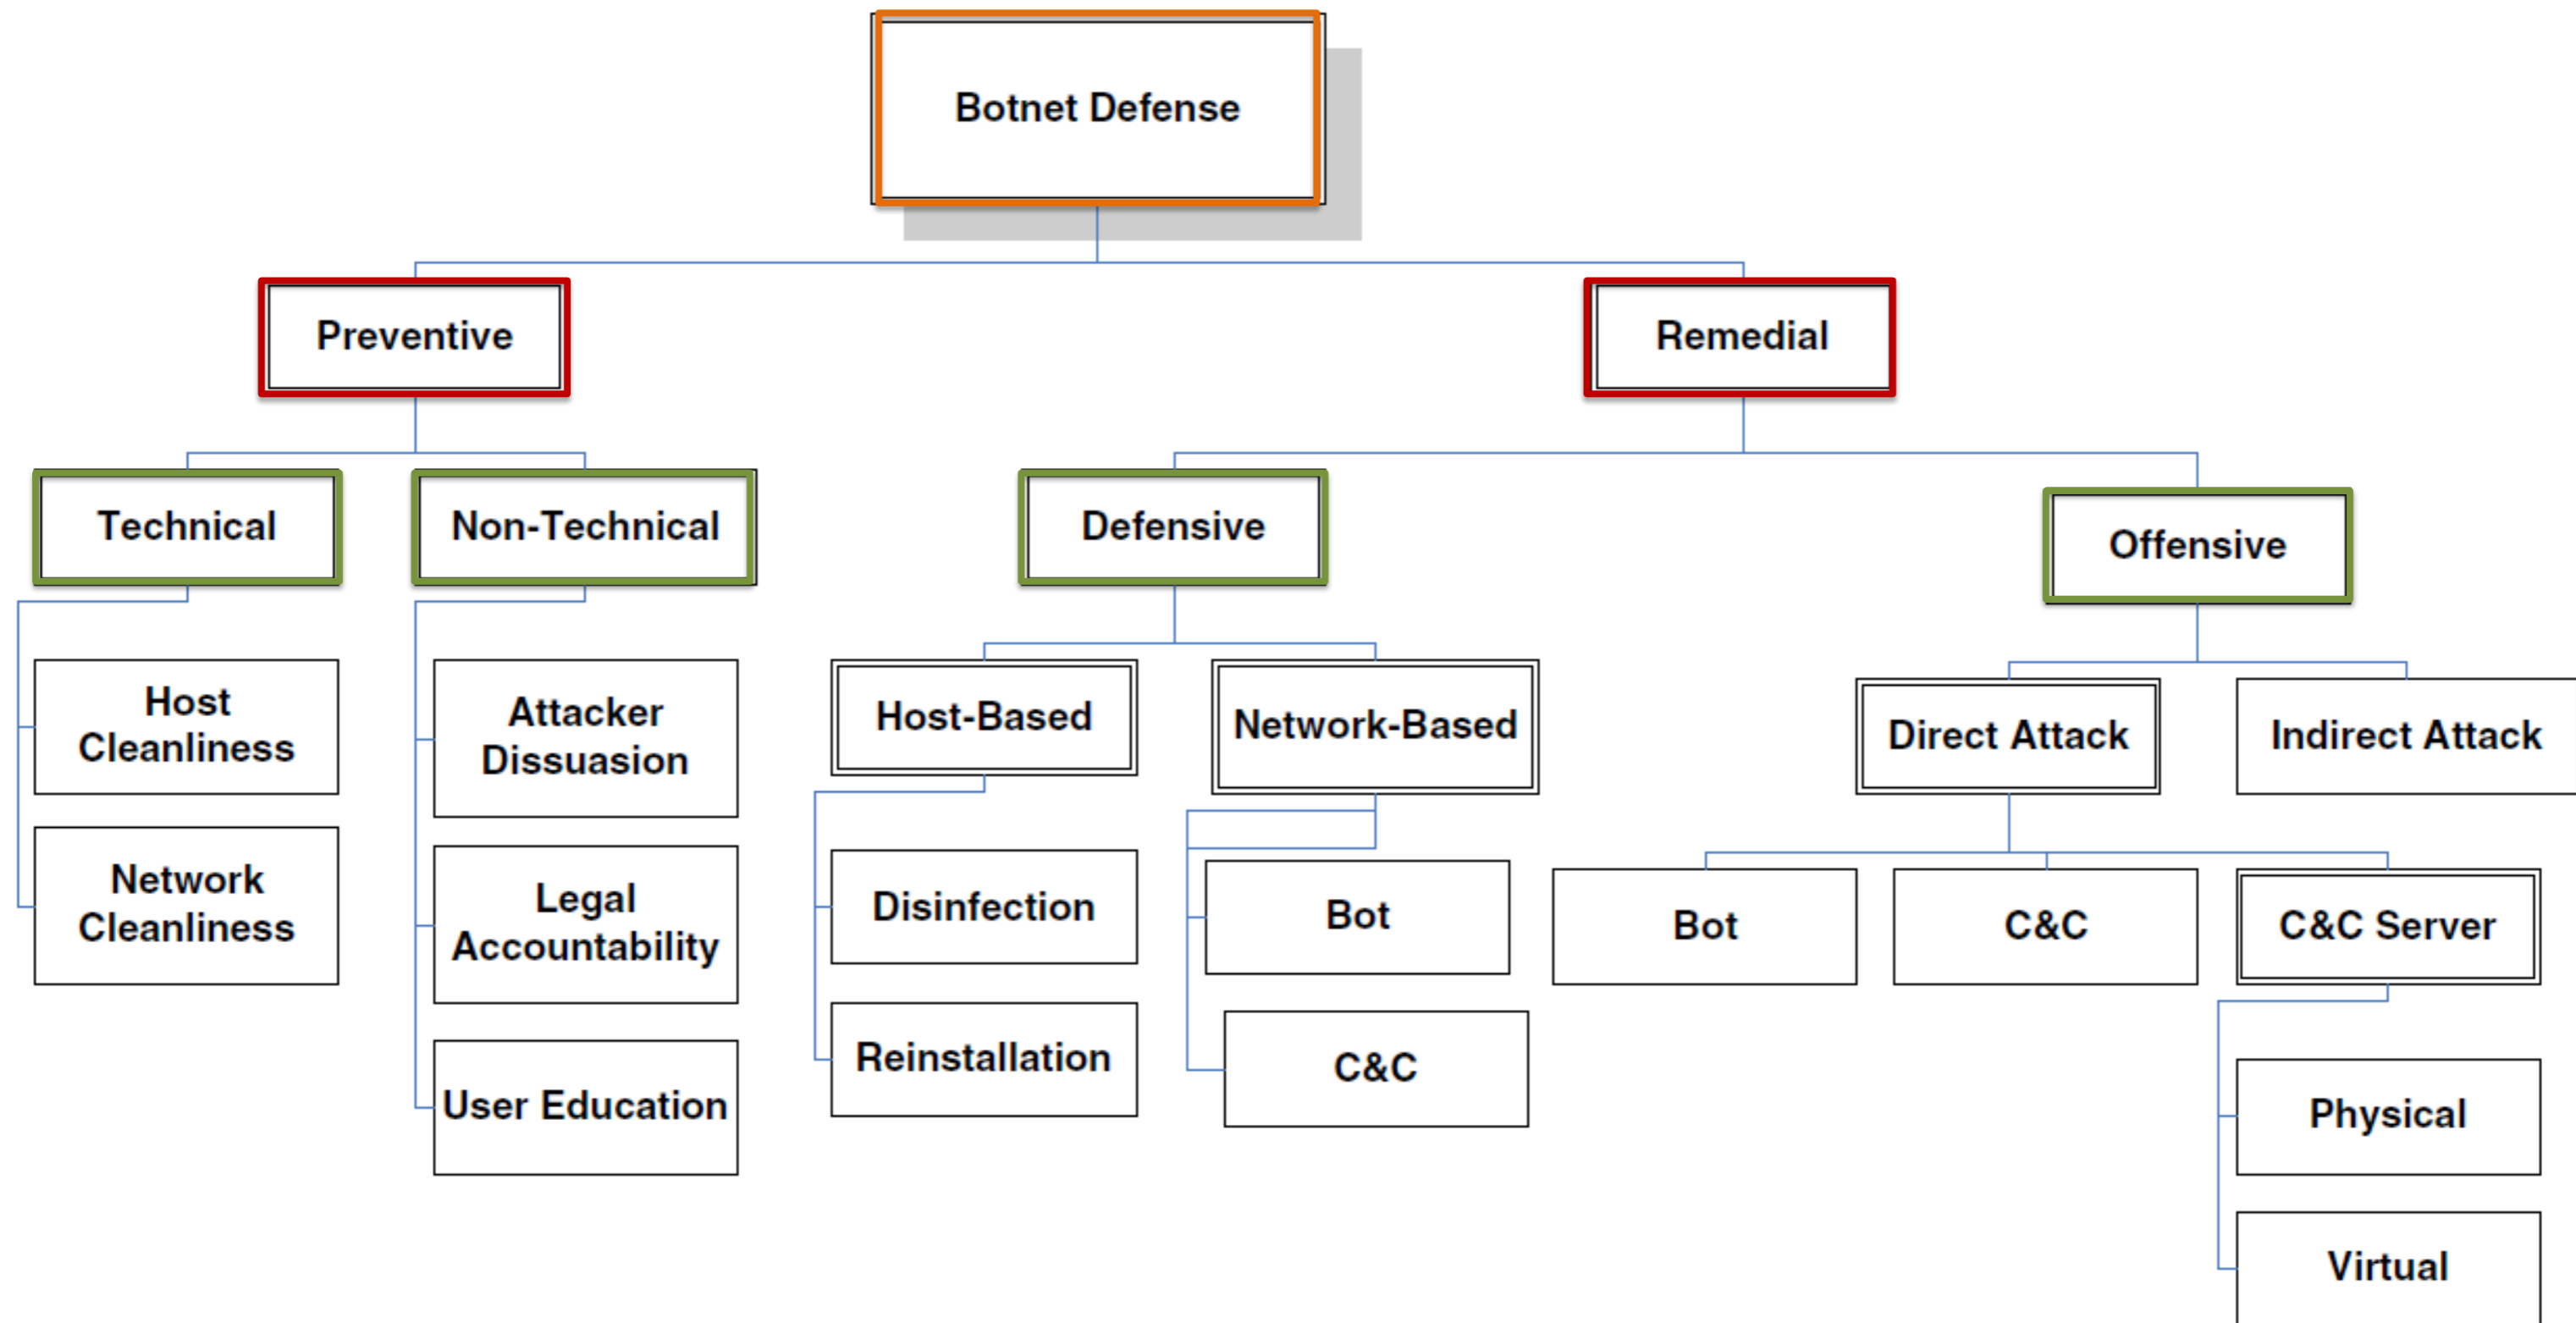 Botnet Defense
Preventive
Remedial
Technical
Non-Technical
Defensive
Offensive
Host
Cleanliness
Network
Cleanliness
Attacker
Dissuasion
Legal
Accountability
User Education
Host-Based
Network-Based
Disinfection
Reinstallation
Bot
C&C
Direct Attack
Indirect Attack
Bot
C&C
C&C Server
Physical
Virtual